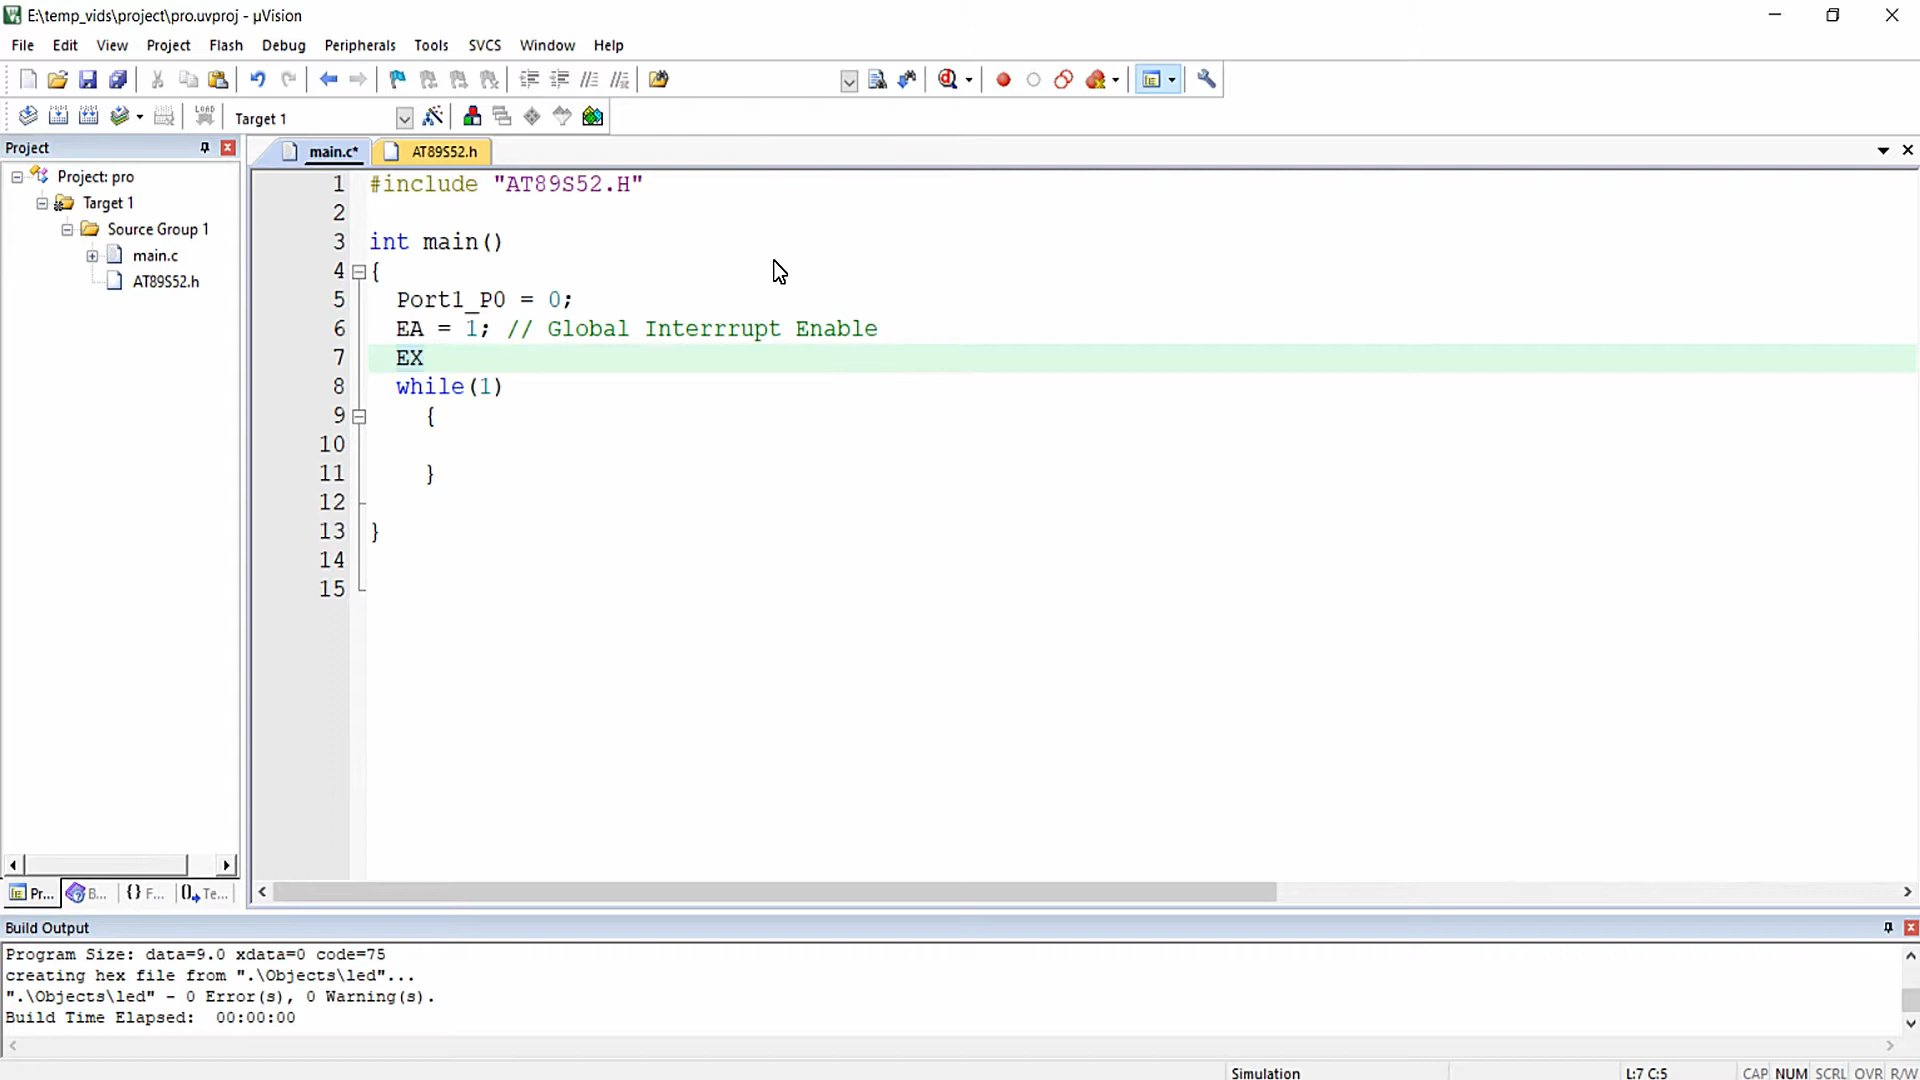 E:\temp_vids\project\pro.uvproj - µVision
File Edit View Project Flash Debug Peripherals Tools SVCS Window Help
LOAD Target 1
Project
main.c* AT89S52.h
Project: pro
Target 1
Source Group 1
main.c
AT89S52.h
1 #include "AT89S52.H"
2
3 int main()
4 {
5 Port1_P0 = 0;
6 EA = 1; // Global Interrrupt Enable
7 EX
8 while(1)
9 {
10
11 }
12
13 }
14
15
Pr... B... {} F... () Te...
Build Output
Program Size: data=9.0 xdata=0 code=75
creating hex file from ".\Objects\led"...
".\Objects\led" - 0 Error(s), 0 Warning(s).
Build Time Elapsed:  00:00:00
Simulation L:7 C:5 CAP NUM SCRL OVR R/W